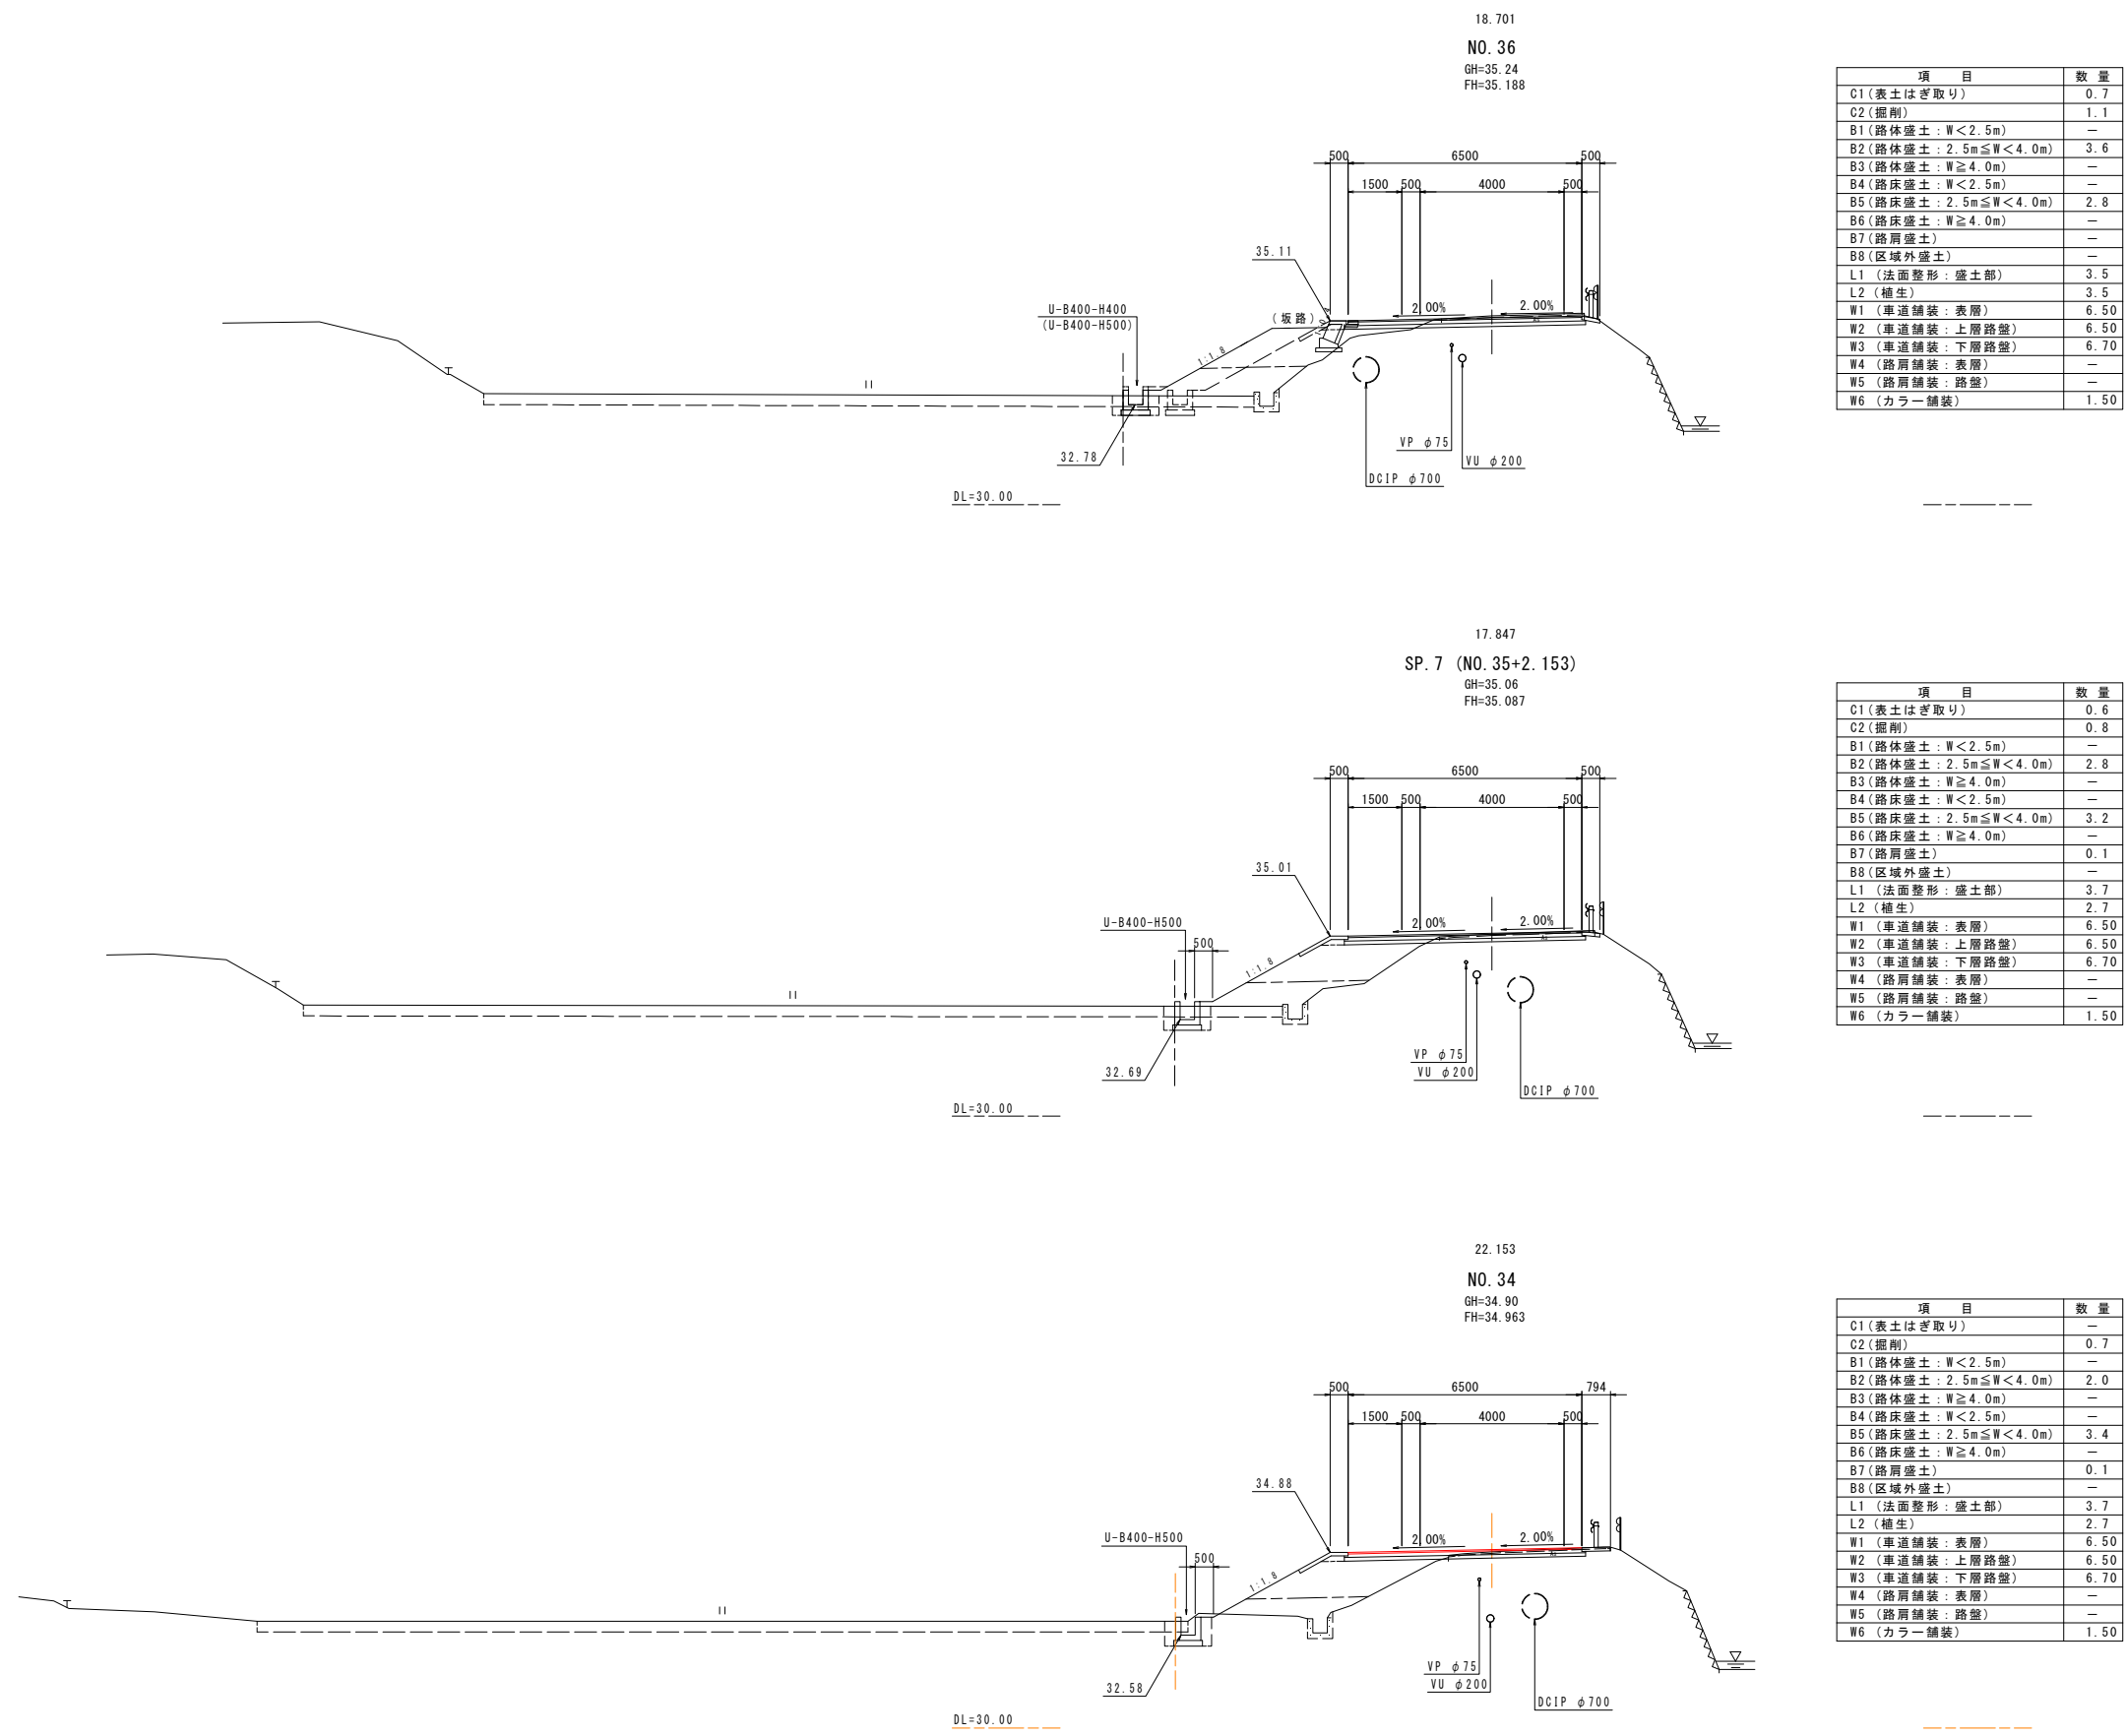 18.701
NO.36
GH=35.24
FH=35.188
500 6500 500
1500 500 4000 500
35.11
2.00% 2.00%
U-B400-H400
(U-B400-H500)
(坂路)
1:1.8
32.78
VP φ75
VU φ200
DCIP φ700
DL=30.00
項 目 数 量
C1(表土はぎ取り) 0.7
C2(掘削) 1.1
B1(路体盛土:W<2.5m) −
B2(路体盛土:2.5m≦W<4.0m) 3.6
B3(路体盛土:W≧4.0m) −
B4(路床盛土:W<2.5m) −
B5(路床盛土:2.5m≦W<4.0m) 2.8
B6(路床盛土:W≧4.0m) −
B7(路肩盛土) −
B8(区域外盛土) −
L1 (法面整形:盛土部) 3.5
L2 (植生) 3.5
W1 (車道舗装:表層) 6.50
W2 (車道舗装:上層路盤) 6.50
W3 (車道舗装:下層路盤) 6.70
W4 (路肩舗装:表層) −
W5 (路肩舗装:路盤) −
W6 (カラー舗装) 1.50
17.847
SP.7 (NO.35+2.153)
GH=35.06
FH=35.087
500 6500 500
1500 500 4000 500
35.01
2.00% 2.00%
U-B400-H500
500
1:1.8
32.69
VP φ75
VU φ200
DCIP φ700
DL=30.00
項 目 数 量
C1(表土はぎ取り) 0.6
C2(掘削) 0.8
B1(路体盛土:W<2.5m) −
B2(路体盛土:2.5m≦W<4.0m) 2.8
B3(路体盛土:W≧4.0m) −
B4(路床盛土:W<2.5m) −
B5(路床盛土:2.5m≦W<4.0m) 3.2
B6(路床盛土:W≧4.0m) −
B7(路肩盛土) 0.1
B8(区域外盛土) −
L1 (法面整形:盛土部) 3.7
L2 (植生) 2.7
W1 (車道舗装:表層) 6.50
W2 (車道舗装:上層路盤) 6.50
W3 (車道舗装:下層路盤) 6.70
W4 (路肩舗装:表層) −
W5 (路肩舗装:路盤) −
W6 (カラー舗装) 1.50
22.153
NO.34
GH=34.90
FH=34.963
500 6500 794
1500 500 4000 500
34.88
2.00% 2.00%
U-B400-H500
500
1:1.8
32.58
VP φ75
VU φ200
DCIP φ700
DL=30.00
項 目 数 量
C1(表土はぎ取り) −
C2(掘削) 0.7
B1(路体盛土:W<2.5m) −
B2(路体盛土:2.5m≦W<4.0m) 2.0
B3(路体盛土:W≧4.0m) −
B4(路床盛土:W<2.5m) −
B5(路床盛土:2.5m≦W<4.0m) 3.4
B6(路床盛土:W≧4.0m) −
B7(路肩盛土) 0.1
B8(区域外盛土) −
L1 (法面整形:盛土部) 3.7
L2 (植生) 2.7
W1 (車道舗装:表層) 6.50
W2 (車道舗装:上層路盤) 6.50
W3 (車道舗装:下層路盤) 6.70
W4 (路肩舗装:表層) −
W5 (路肩舗装:路盤) −
W6 (カラー舗装) 1.50